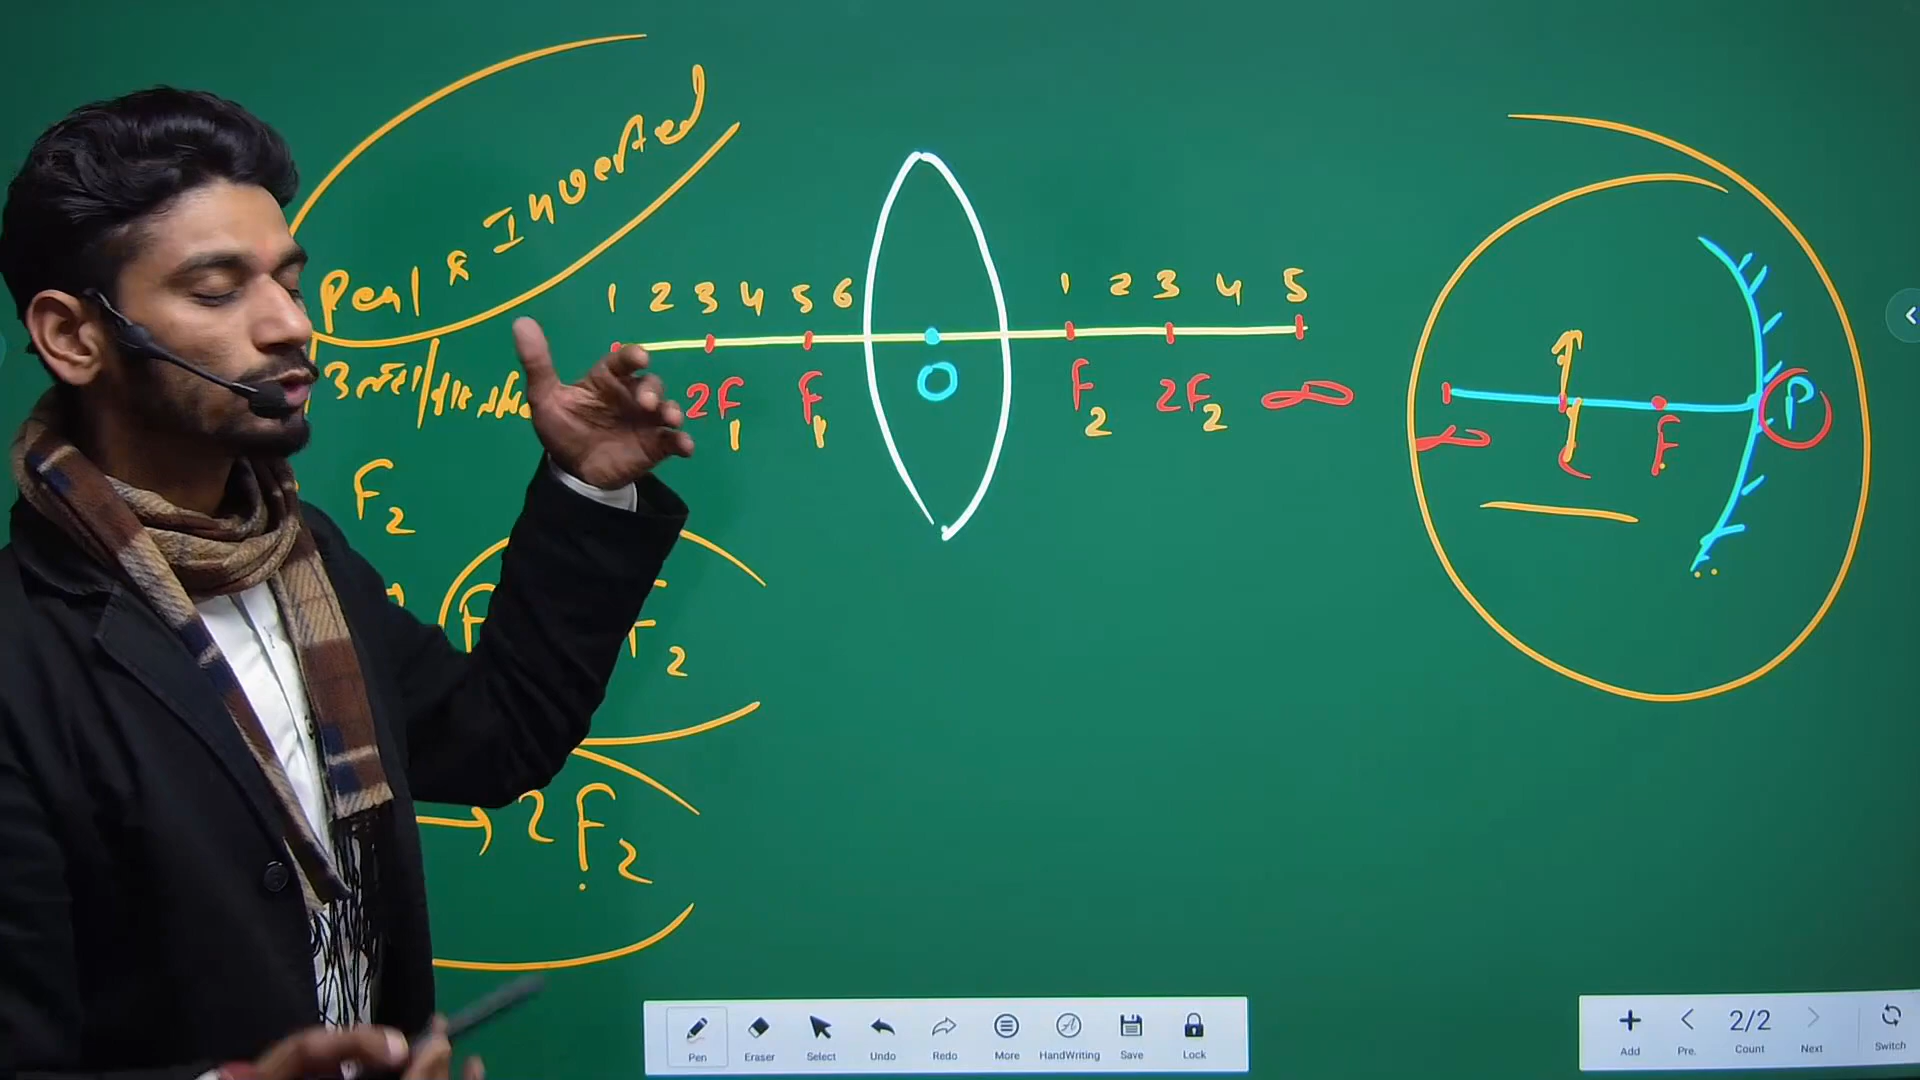 Real & Inverted
1 2 3 4 5 6
1 2 3 4 5
2F1 F1 O F2 2F2 ∞
∞ C F P
F2
F2
→ 2F2
Pen Eraser Select Undo Redo More HandWriting Save Lock
2/2
Add Pre. Count Next Switch